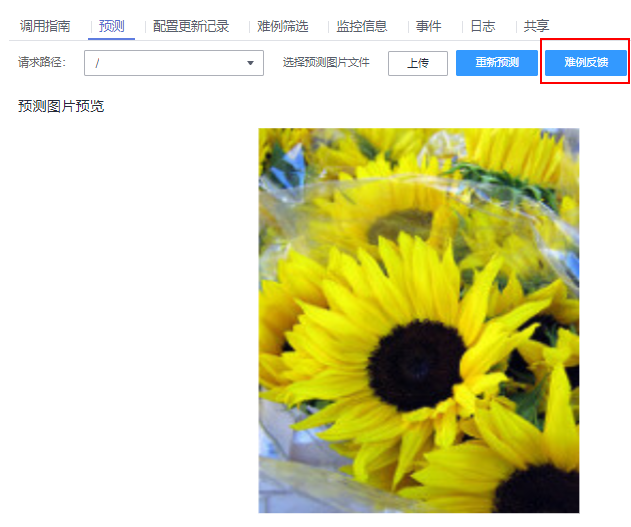 调用指南 预测 配置更新记录 难例筛选 监控信息 事件 日志 共享
请求路径： / 选择预测图片文件 上传 重新预测 难例反馈
预测图片预览